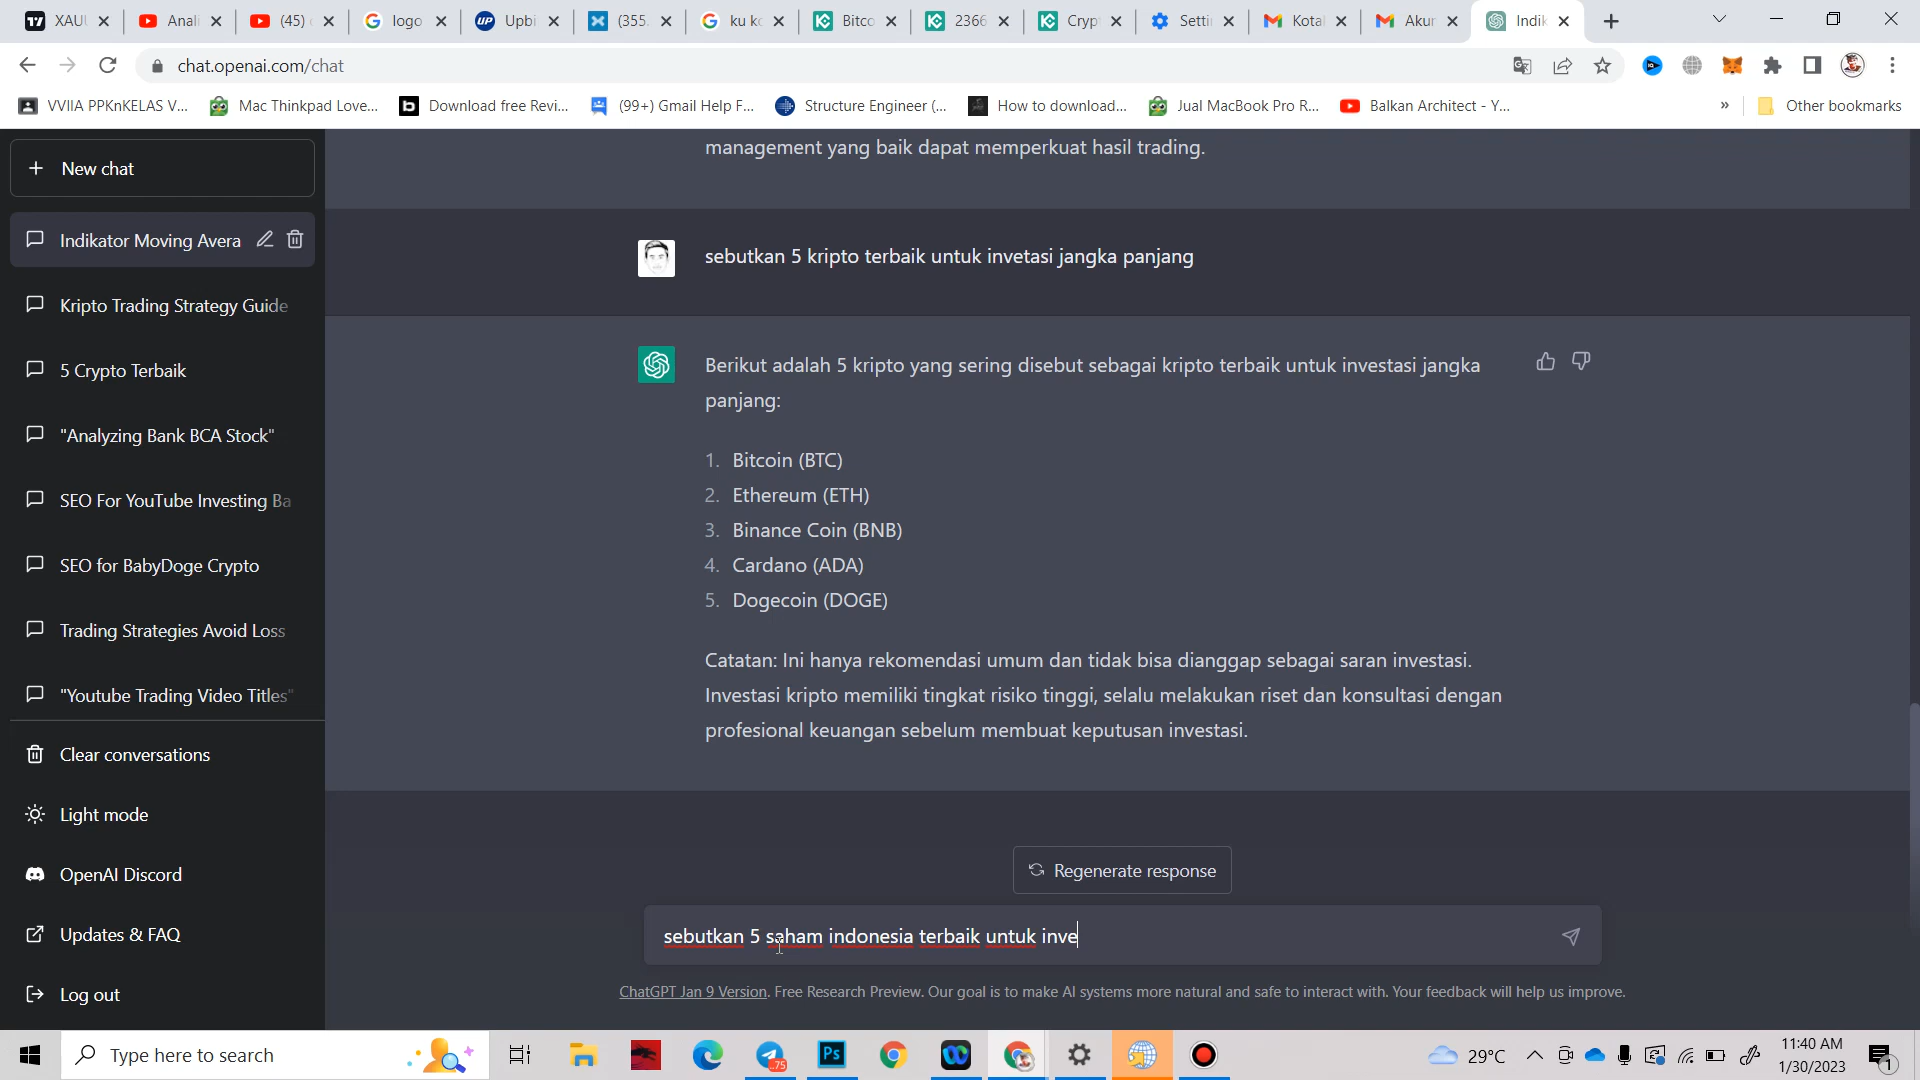 XAUU
Anali
(45)
logo
Upbi
(355.
ku ko
Bitco
2366
Cryp
Setti
Kotal
Akur
Indik
chat.openai.com/chat
VVIIA PPKnKELAS V...
Mac Thinkpad Love...
Download free Revi...
(99+) Gmail Help F...
Structure Engineer (...
How to download...
Jual MacBook Pro R...
Balkan Architect - Y...
»
Other bookmarks
New chat
Indikator Moving Avera
Kripto Trading Strategy Guide
5 Crypto Terbaik
"Analyzing Bank BCA Stock"
SEO For YouTube Investing Ba
SEO for BabyDoge Crypto
Trading Strategies Avoid Loss
"Youtube Trading Video Titles"
Clear conversations
Light mode
OpenAI Discord
Updates & FAQ
Log out
management yang baik dapat memperkuat hasil trading.
sebutkan 5 kripto terbaik untuk invetasi jangka panjang
Berikut adalah 5 kripto yang sering disebut sebagai kripto terbaik untuk investasi jangka
panjang:
1. Bitcoin (BTC)
2. Ethereum (ETH)
3. Binance Coin (BNB)
4. Cardano (ADA)
5. Dogecoin (DOGE)
Catatan: Ini hanya rekomendasi umum dan tidak bisa dianggap sebagai saran investasi.
Investasi kripto memiliki tingkat risiko tinggi, selalu melakukan riset dan konsultasi dengan
profesional keuangan sebelum membuat keputusan investasi.
Regenerate response
sebutkan 5 saham indonesia terbaik untuk inve
ChatGPT Jan 9 Version. Free Research Preview. Our goal is to make AI systems more natural and safe to interact with. Your feedback will help us improve.
Type here to search
..75
Ps
29°C
11:40 AM
1/30/2023
1